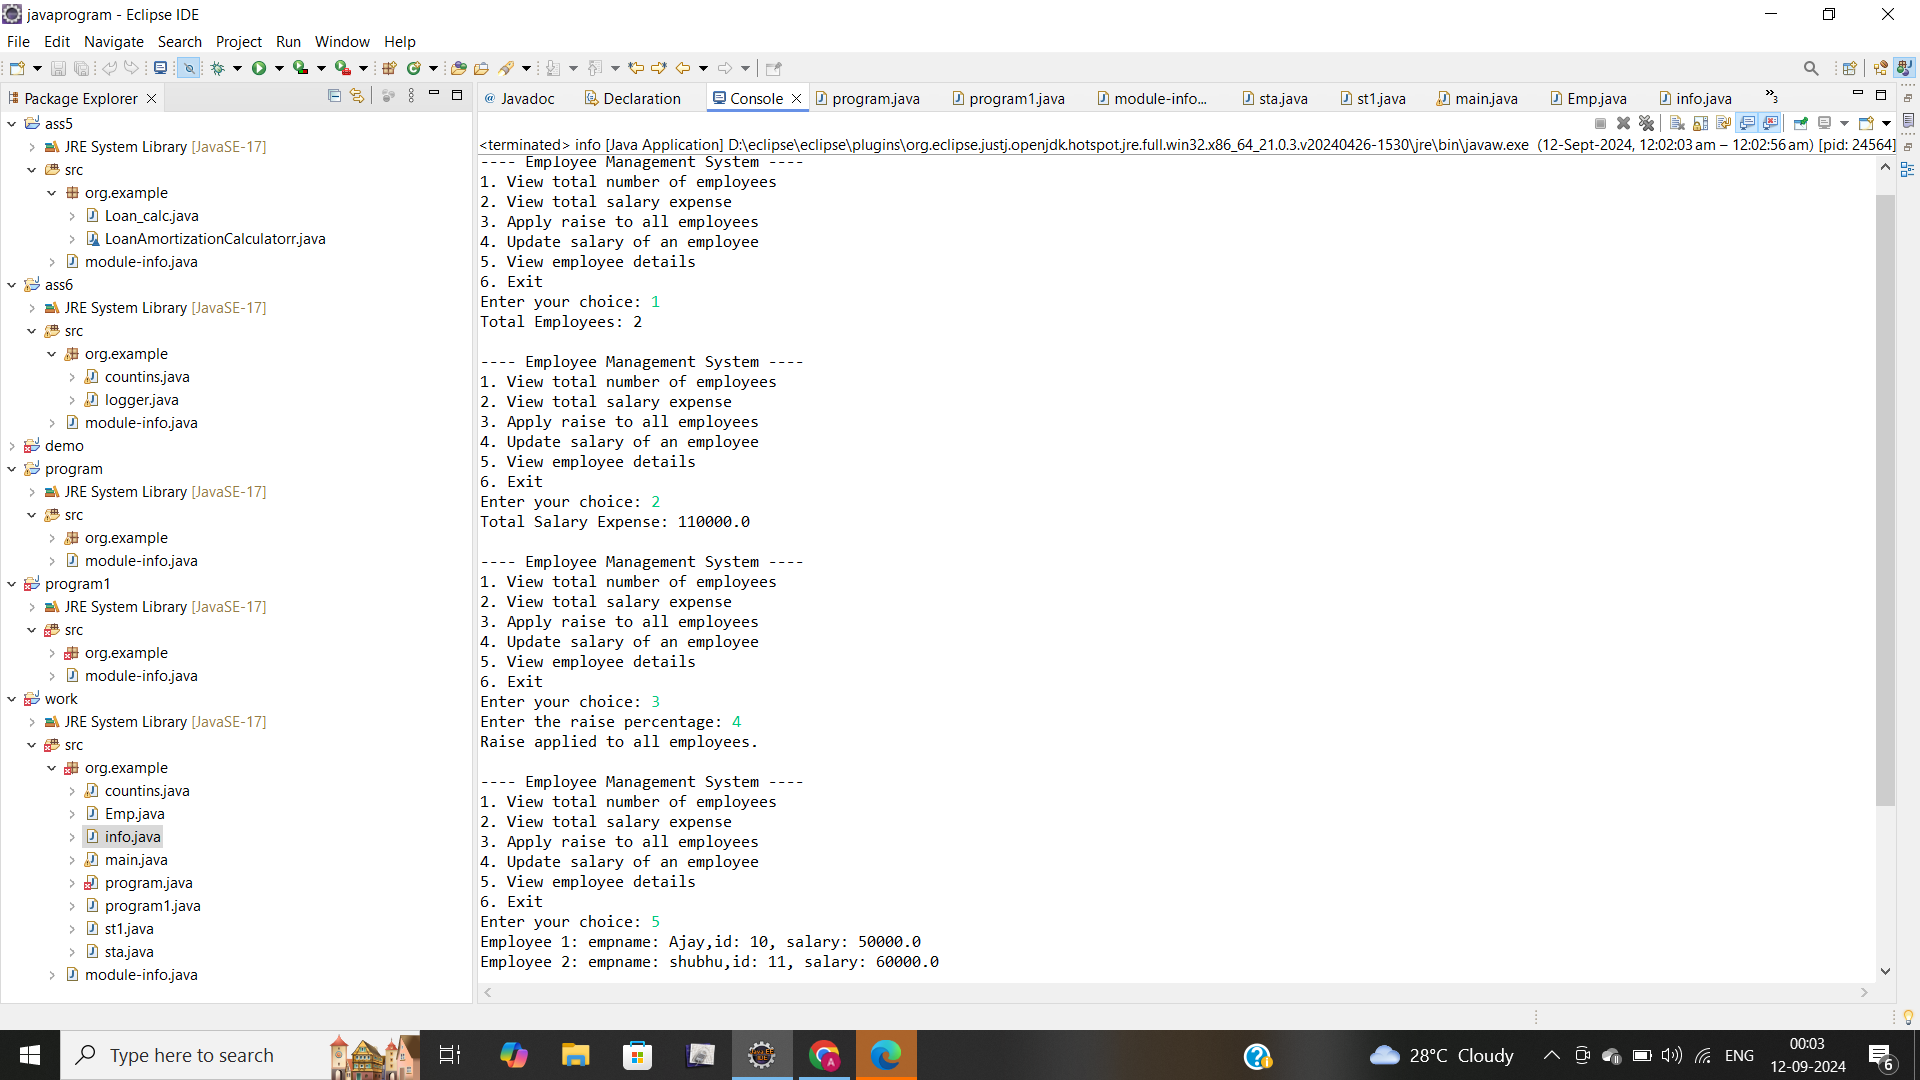 javaprogram - Eclipse IDE
File Edit Navigate Search Project Run Window Help
Package Explorer
Javadoc Declaration Console program.java program1.java module-info... sta.java st1.java main.java Emp.java info.java »3
<terminated> info [Java Application] D:\eclipse\eclipse\plugins\org.eclipse.justj.openjdk.hotspot.jre.full.win32.x86_64_21.0.3.v20240426-1530\jre\bin\javaw.exe (12-Sept-2024, 12:02:03 am – 12:02:56 am) [pid: 24564]
ass5
JRE System Library [JavaSE-17]
src
org.example
Loan_calc.java
LoanAmortizationCalculatorr.java
module-info.java
ass6
JRE System Library [JavaSE-17]
src
org.example
countins.java
logger.java
module-info.java
demo
program
JRE System Library [JavaSE-17]
src
org.example
module-info.java
program1
JRE System Library [JavaSE-17]
src
org.example
module-info.java
work
JRE System Library [JavaSE-17]
src
org.example
countins.java
Emp.java
info.java
main.java
program.java
program1.java
st1.java
sta.java
module-info.java
---- Employee Management System ----
1. View total number of employees
2. View total salary expense
3. Apply raise to all employees
4. Update salary of an employee
5. View employee details
6. Exit
Enter your choice: 1
Total Employees: 2
---- Employee Management System ----
1. View total number of employees
2. View total salary expense
3. Apply raise to all employees
4. Update salary of an employee
5. View employee details
6. Exit
Enter your choice: 2
Total Salary Expense: 110000.0
---- Employee Management System ----
1. View total number of employees
2. View total salary expense
3. Apply raise to all employees
4. Update salary of an employee
5. View employee details
6. Exit
Enter your choice: 3
Enter the raise percentage: 4
Raise applied to all employees.
---- Employee Management System ----
1. View total number of employees
2. View total salary expense
3. Apply raise to all employees
4. Update salary of an employee
5. View employee details
6. Exit
Enter your choice: 5
Employee 1: empname: Ajay,id: 10, salary: 50000.0
Employee 2: empname: shubhu,id: 11, salary: 60000.0
Type here to search
28°C Cloudy
ENG
00:03
12-09-2024
6